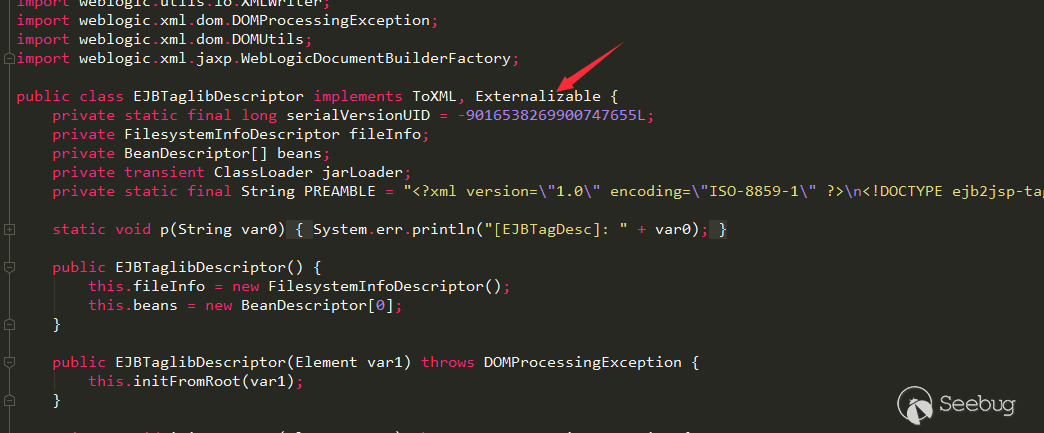 import weblogic.utils.io.XMLWriter;
import weblogic.xml.dom.DOMProcessingException;
import weblogic.xml.dom.DOMUtils;
import weblogic.xml.jaxp.WebLogicDocumentBuilderFactory;
public class EJBTaglibDescriptor implements ToXML, Externalizable {
private static final long serialVersionUID = -9016538269900747655L;
private FilesystemInfoDescriptor fileInfo;
private BeanDescriptor[] beans;
private transient ClassLoader jarLoader;
private static final String PREAMBLE = "<?xml version=\"1.0\" encoding=\"ISO-8859-1\" ?>\n<!DOCTYPE ejb2jsp-tag
static void p(String var0) { System.err.println("[EJBTagDesc]: " + var0); }
public EJBTaglibDescriptor() {
this.fileInfo = new FilesystemInfoDescriptor();
this.beans = new BeanDescriptor[0];
}
public EJBTaglibDescriptor(Element var1) throws DOMProcessingException {
this.initFromRoot(var1);
}
Seebug